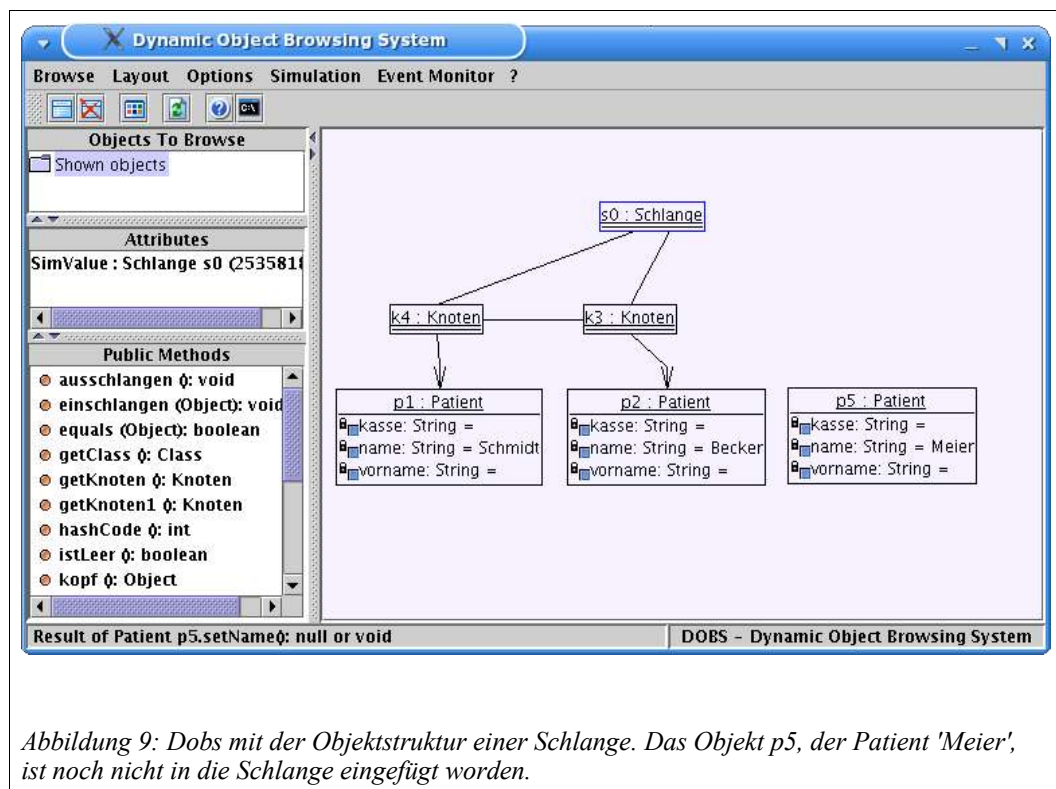 Dynamic Object Browsing System
Browse Layout Options Simulation Event Monitor ?
Objects To Browse
Shown objects
Attributes
SimValue : Schlange s0 (2535818
Public Methods
ausschlangen (): void
einschlangen (Object): void
equals (Object): boolean
getClass (): Class
getKnoten (): Knoten
getKnoten1 (): Knoten
hashCode (): int
istLeer (): boolean
kopf (): Object
s0 : Schlange
k4 : Knoten
k3 : Knoten
p1 : Patient
kasse: String =
name: String = Schmidt
vorname: String =
p2 : Patient
kasse: String =
name: String = Becker
vorname: String =
p5 : Patient
kasse: String =
name: String = Meier
vorname: String =
Result of Patient p5.setName(): null or void
DOBS - Dynamic Object Browsing System
Abbildung 9: Dobs mit der Objektstruktur einer Schlange. Das Objekt p5, der Patient 'Meier',
ist noch nicht in die Schlange eingefügt worden.